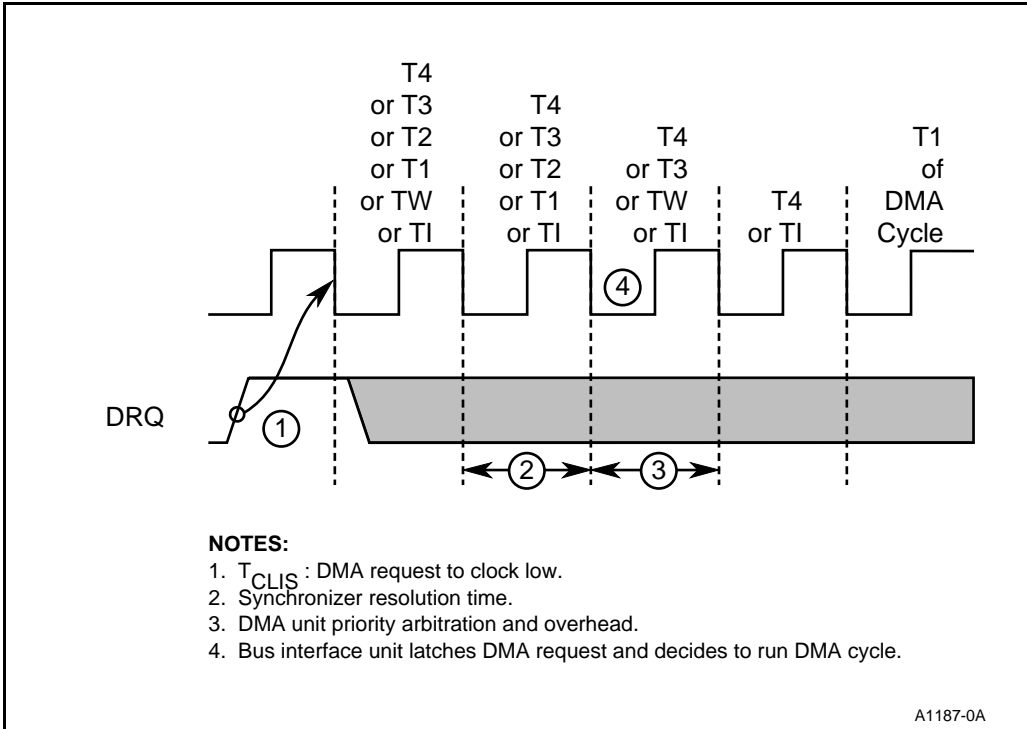 T4
or T3
or T2
or T1
or TW
or TI
T4
or T3
or T2
or T1
or TI
T4
or T3
or TW
or TI
T4
or TI
T1
of
DMA
Cycle
4
DRQ
1
2
3
NOTES:
1. TCLIS : DMA request to clock low.
2. Synchronizer resolution time.
3. DMA unit priority arbitration and overhead.
4. Bus interface unit latches DMA request and decides to run DMA cycle.
A1187-0A